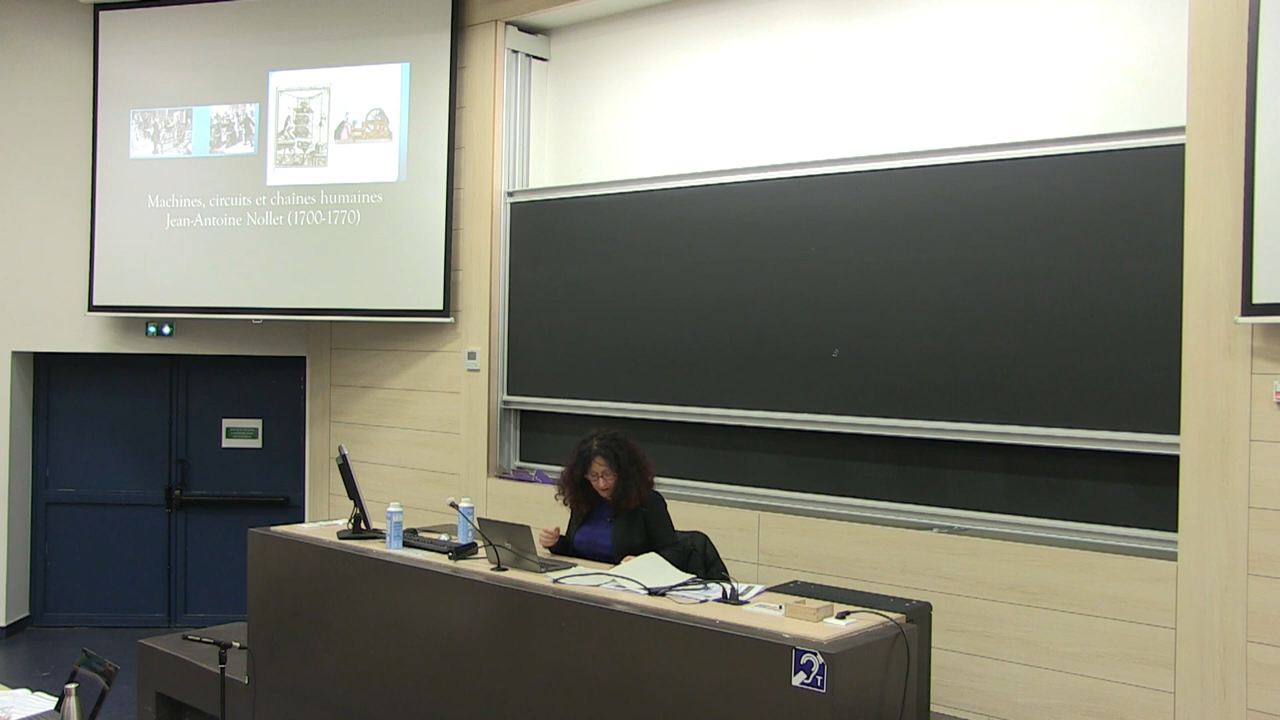 Machines, circuits et chaînes humaines
Jean-Antoine Nollet (1700-1770)
T